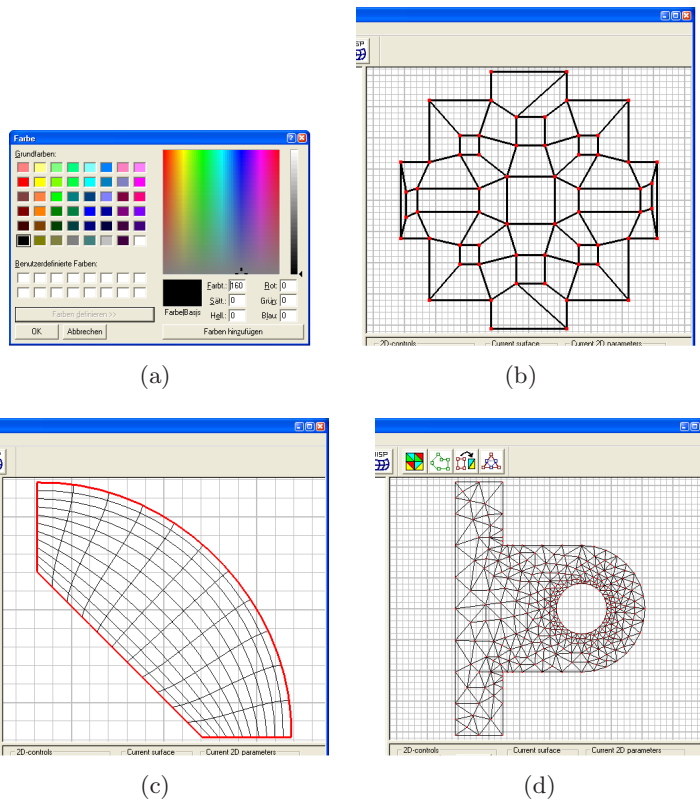 Farbe
Grundfarben:
Benutzerdefinierte Farben:
Farben definieren >>
OK
Abbrechen
Farbe|Basis
Farbt.: 160
Sätt.: 0
Hell.: 0
Rot: 0
Grün: 0
Blau: 0
Farben hinzufügen
(a)
2D-controls
Current surface
Current 2D parameters
(b)
2D-controls
Current surface
Current 2D parameters
(c)
2D-controls
Current surface
Current 2D parameters
(d)